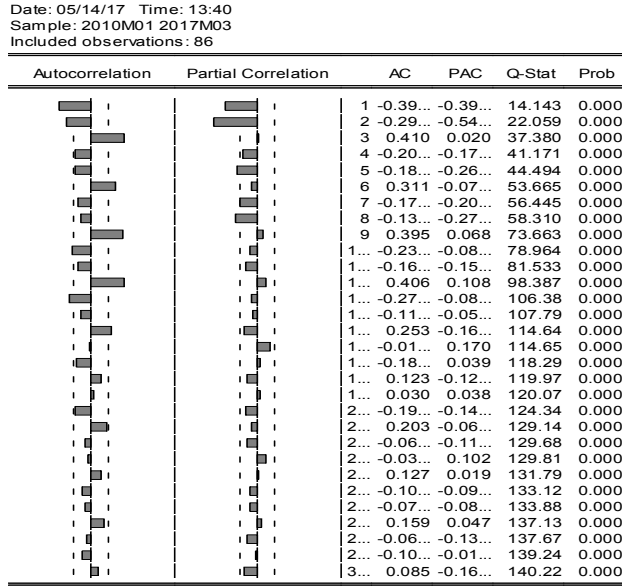 Date: 05/14/17 Time: 13:40
Sample: 2010M01 2017M03
Included observations: 86
Autocorrelation Partial Correlation AC PAC Q-Stat Prob
1 -0.39... -0.39... 14.143 0.000
2 -0.29... -0.54... 22.059 0.000
3 0.410 0.020 37.380 0.000
4 -0.20... -0.17... 41.171 0.000
5 -0.18... -0.26... 44.494 0.000
6 0.311 -0.07... 53.665 0.000
7 -0.17... -0.20... 56.445 0.000
8 -0.13... -0.27... 58.310 0.000
9 0.395 0.068 73.663 0.000
1... -0.23... -0.08... 78.964 0.000
1... -0.16... -0.15... 81.533 0.000
1... 0.406 0.108 98.387 0.000
1... -0.27... -0.08... 106.38 0.000
1... -0.11... -0.05... 107.79 0.000
1... 0.253 -0.16... 114.64 0.000
1... -0.01... 0.170 114.65 0.000
1... -0.18... 0.039 118.29 0.000
1... 0.123 -0.12... 119.97 0.000
1... 0.030 0.038 120.07 0.000
2... -0.19... -0.14... 124.34 0.000
2... 0.203 -0.06... 129.14 0.000
2... -0.06... -0.11... 129.68 0.000
2... -0.03... 0.102 129.81 0.000
2... 0.127 0.019 131.79 0.000
2... -0.10... -0.09... 133.12 0.000
2... -0.07... -0.08... 133.88 0.000
2... 0.159 0.047 137.13 0.000
2... -0.06... -0.13... 137.67 0.000
2... -0.10... -0.01... 139.24 0.000
3... 0.085 -0.16... 140.22 0.000